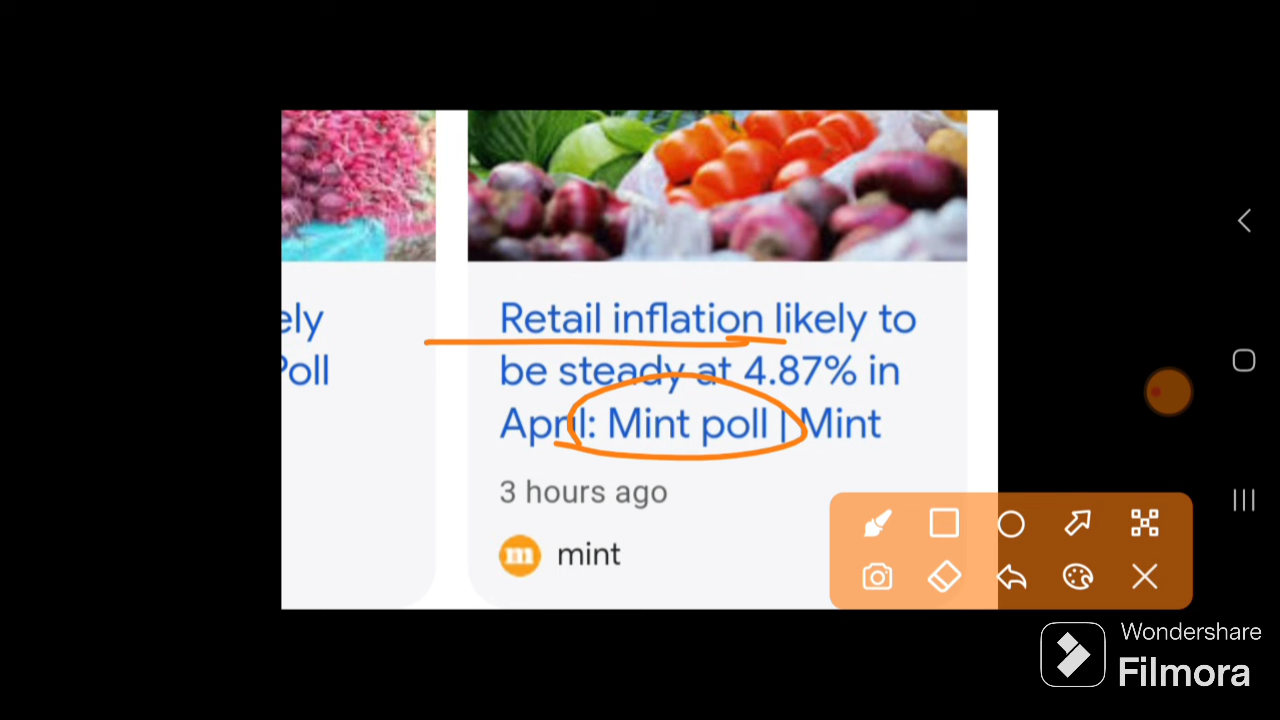 ely
Poll
Retail inflation likely to
be steady at 4.87% in
April: Mint poll | Mint
3 hours ago
m mint
Wondershare
Filmora